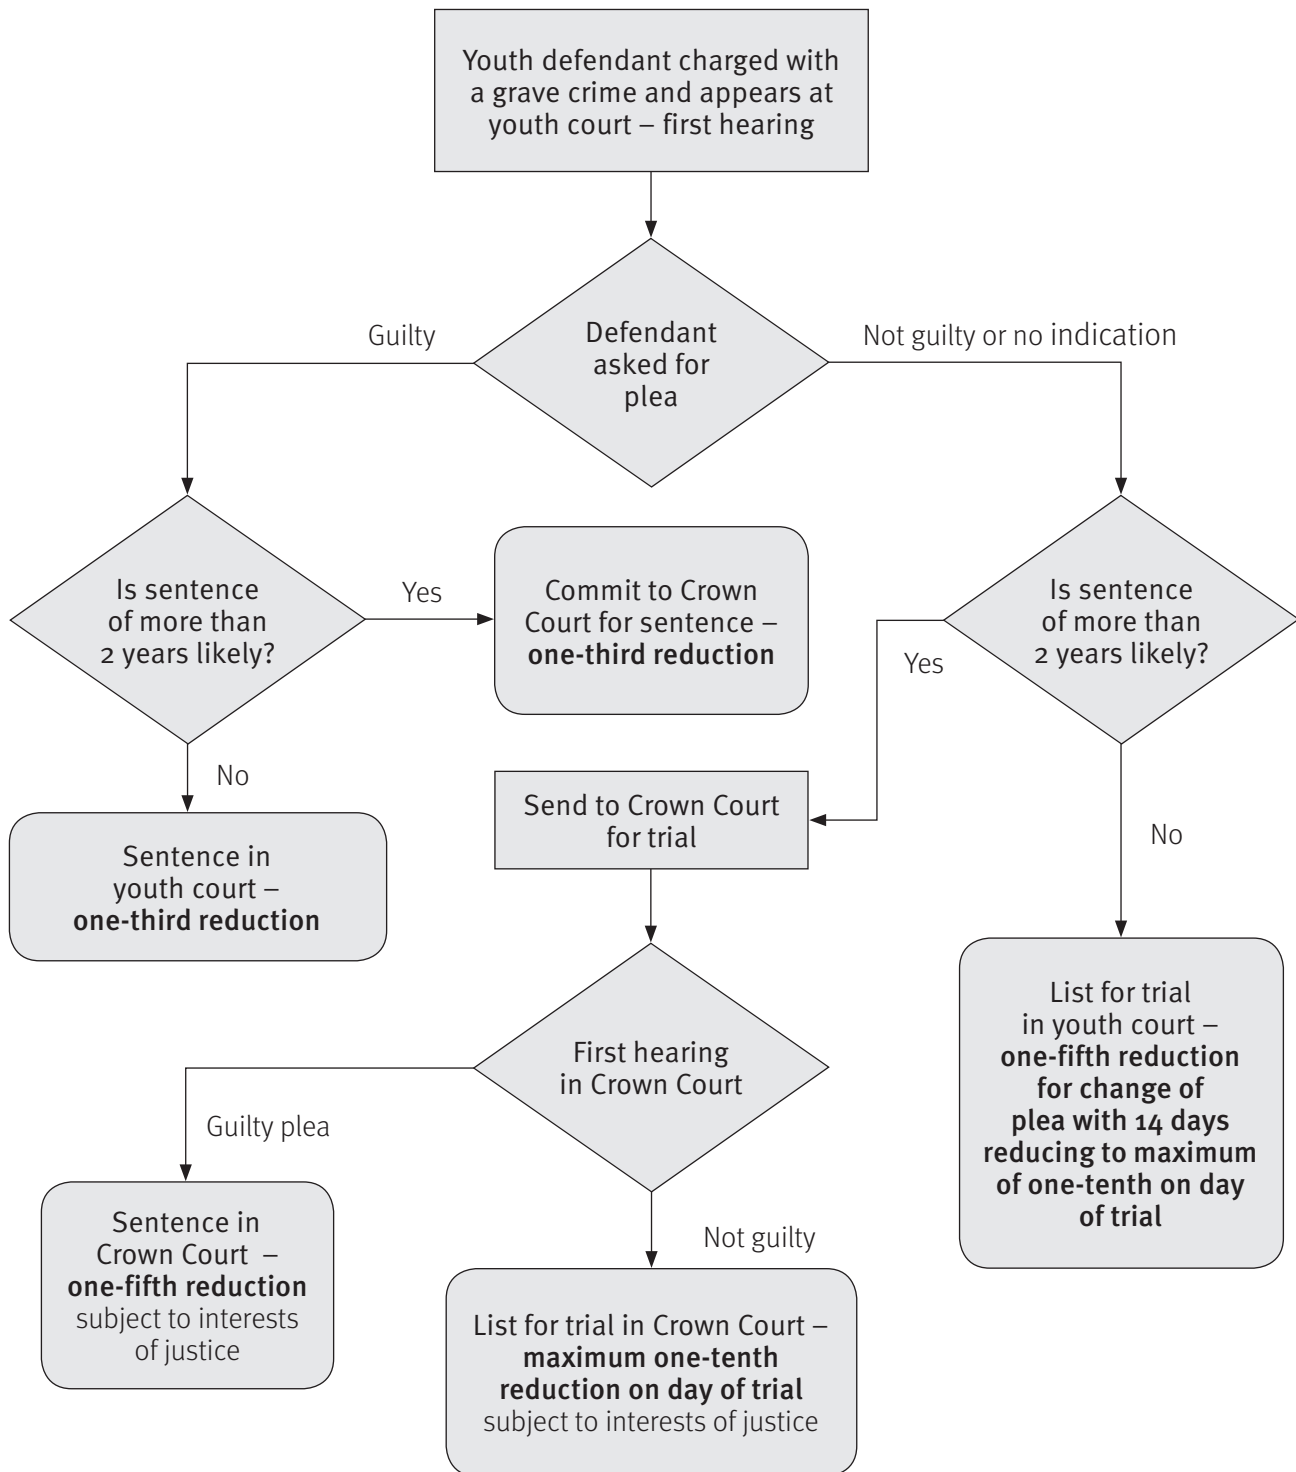 Youth defendant charged with
a grave crime and appears at
youth court – first hearing
Guilty
Defendant
asked for
plea
Not guilty or no indication
Is sentence
of more than
2 years likely?
Yes
Commit to Crown
Court for sentence –
one-third reduction
Is sentence
of more than
2 years likely?
Yes
No
Send to Crown Court
for trial
No
Sentence in
youth court –
one-third reduction
List for trial
in youth court –
one-fifth reduction
for change of
plea with 14 days
reducing to maximum
of one-tenth on day
of trial
First hearing
in Crown Court
Guilty plea
Sentence in
Crown Court –
one-fifth reduction
subject to interests
of justice
Not guilty
List for trial in Crown Court –
maximum one-tenth
reduction on day of trial
subject to interests of justice